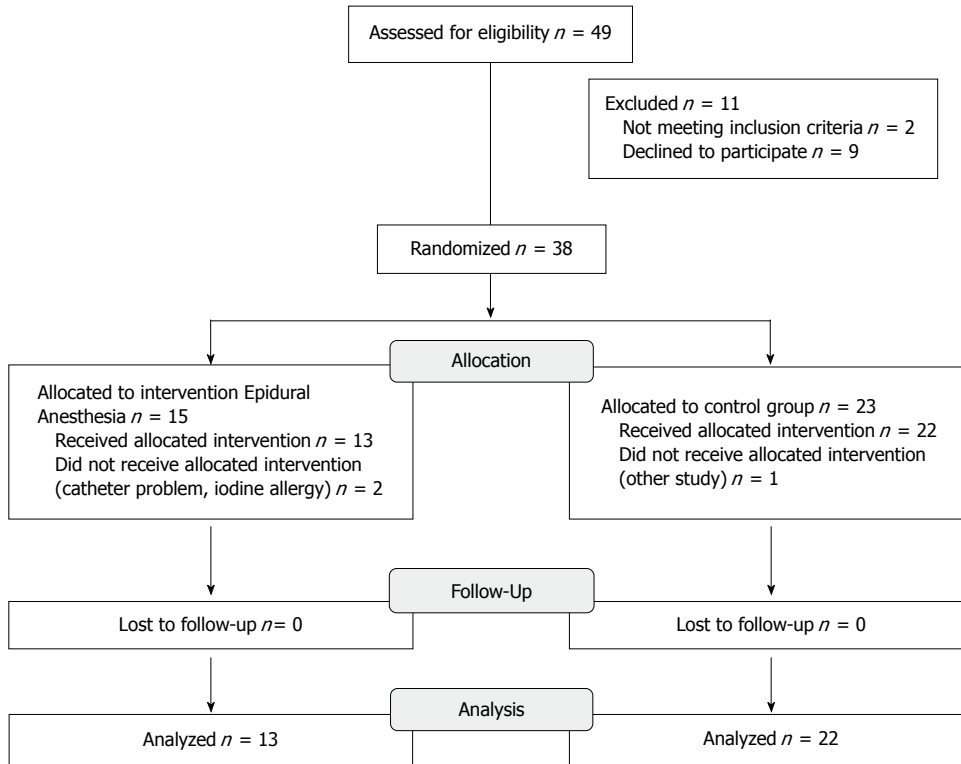 Assessed for eligibility n = 49
Excluded n = 11
Not meeting inclusion criteria n = 2
Declined to participate n = 9
Randomized n = 38
Allocation
Allocated to intervention Epidural
Anesthesia n = 15
Received allocated intervention n = 13
Did not receive allocated intervention
(catheter problem, iodine allergy) n = 2
Allocated to control group n = 23
Received allocated intervention n = 22
Did not receive allocated intervention
(other study) n = 1
Follow-Up
Lost to follow-up n= 0
Lost to follow-up n = 0
Analysis
Analyzed n = 13
Analyzed n = 22